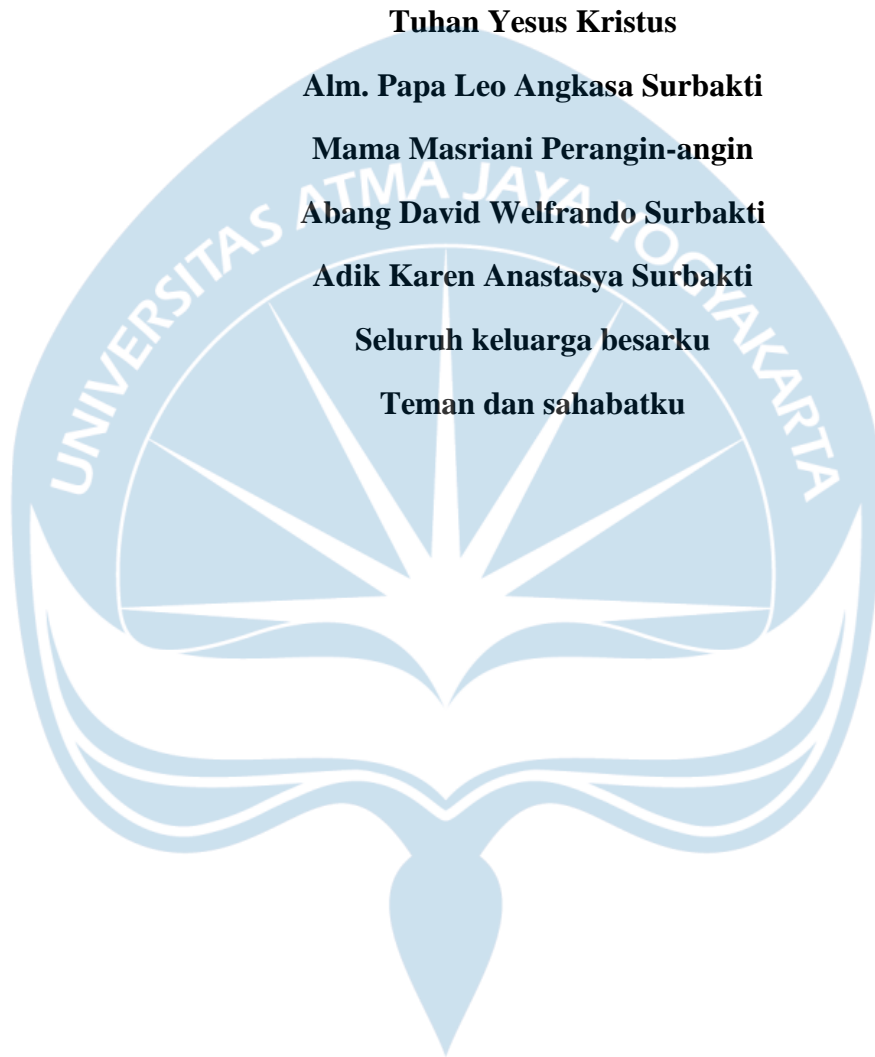 Tuhan Yesus Kristus
Alm. Papa Leo Angkasa Surbakti
Mama Masriani Perangin-angin
Abang David Welfrando Surbakti
Adik Karen Anastasya Surbakti
Seluruh keluarga besarku
Teman dan sahabatku
UNIVERSITAS ATMA JAYA YOGYAKARTA